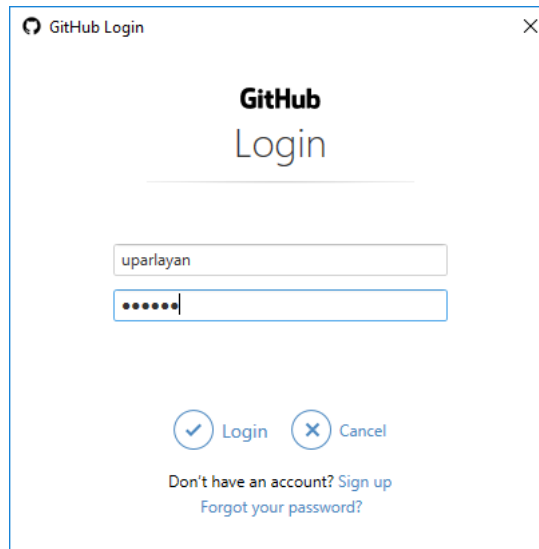 GitHub Login
GitHub
Login
uparlayan
••••••
Login Cancel
Don't have an account? Sign up
Forgot your password?